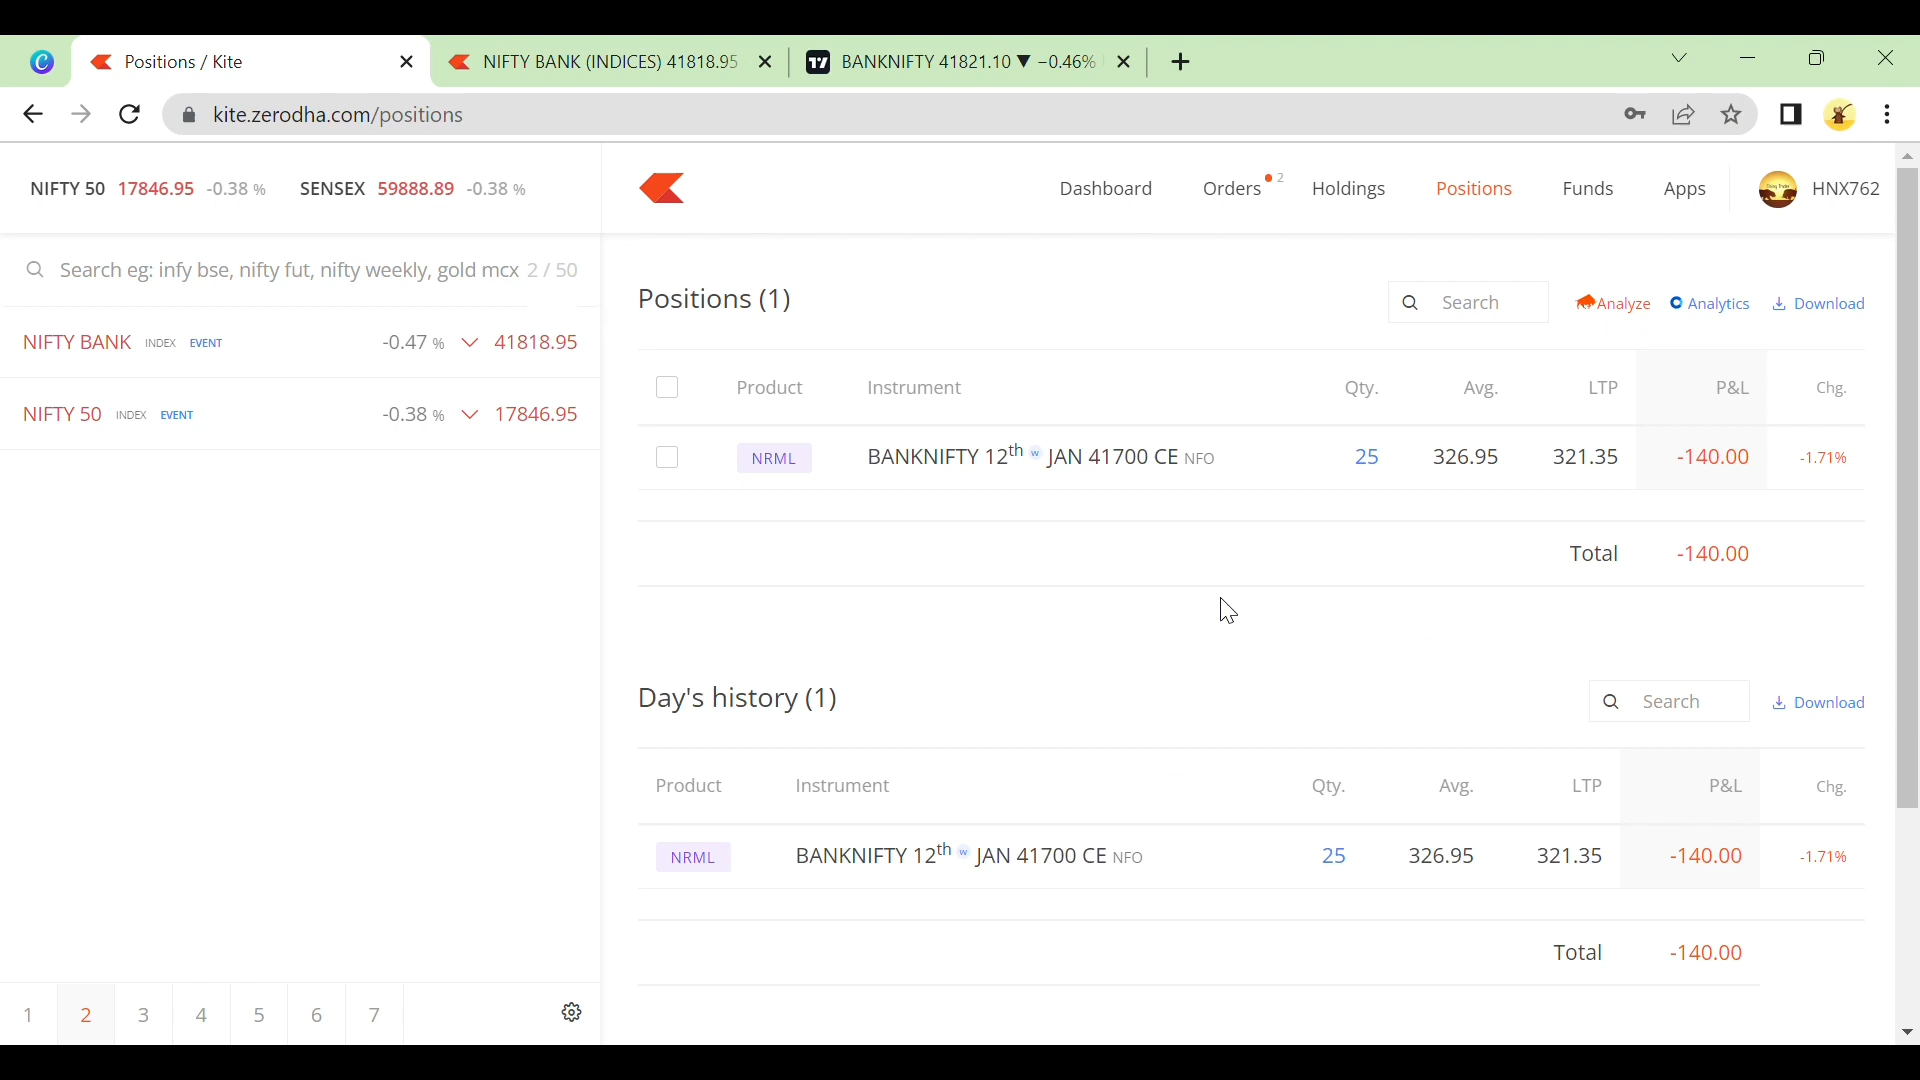 Positions / Kite
NIFTY BANK (INDICES) 41818.95
BANKNIFTY 41821.10 ▼ −0.46%
kite.zerodha.com/positions
NIFTY 50 17846.95 -0.38 % SENSEX 59888.89 -0.38 %
Dashboard Orders 2 Holdings Positions Funds Apps HNX762
Search eg: infy bse, nifty fut, nifty weekly, gold mcx 2 / 50
NIFTY BANK INDEX EVENT -0.47 % 41818.95
NIFTY 50 INDEX EVENT -0.38 % 17846.95
1 2 3 4 5 6 7
Positions (1) Search Analyze Analytics Download
Product Instrument Qty. Avg. LTP P&L Chg.
NRML BANKNIFTY 12th w JAN 41700 CE NFO 25 326.95 321.35 -140.00 -1.71%
Total -140.00
Day's history (1) Search Download
Product Instrument Qty. Avg. LTP P&L Chg.
NRML BANKNIFTY 12th w JAN 41700 CE NFO 25 326.95 321.35 -140.00 -1.71%
Total -140.00